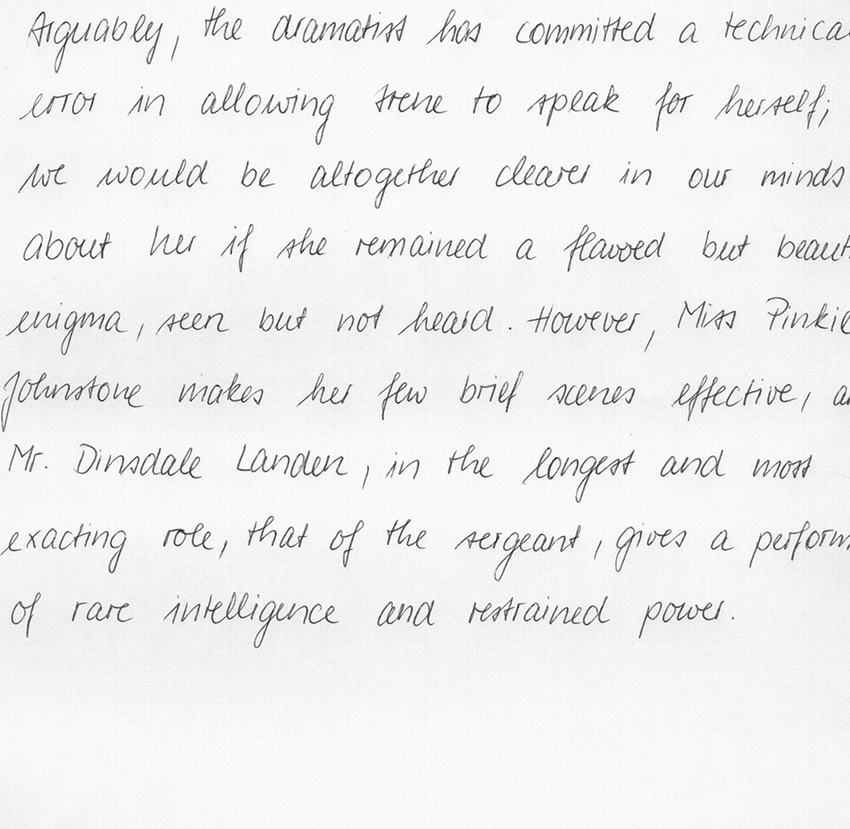 Arguably, the dramatist has committed a technica
error in allowing Irene to speak for herself;
we would be altogether clearer in our minds
about her if she remained a flawed but beaut
enigma, seen but not heard. However, Miss Pinkie
Johnstone makes her few brief scenes effective, an
Mr. Dinsdale Landen, in the longest and most
exacting role, that of the sergeant, gives a perform
of rare intelligence and restrained power.